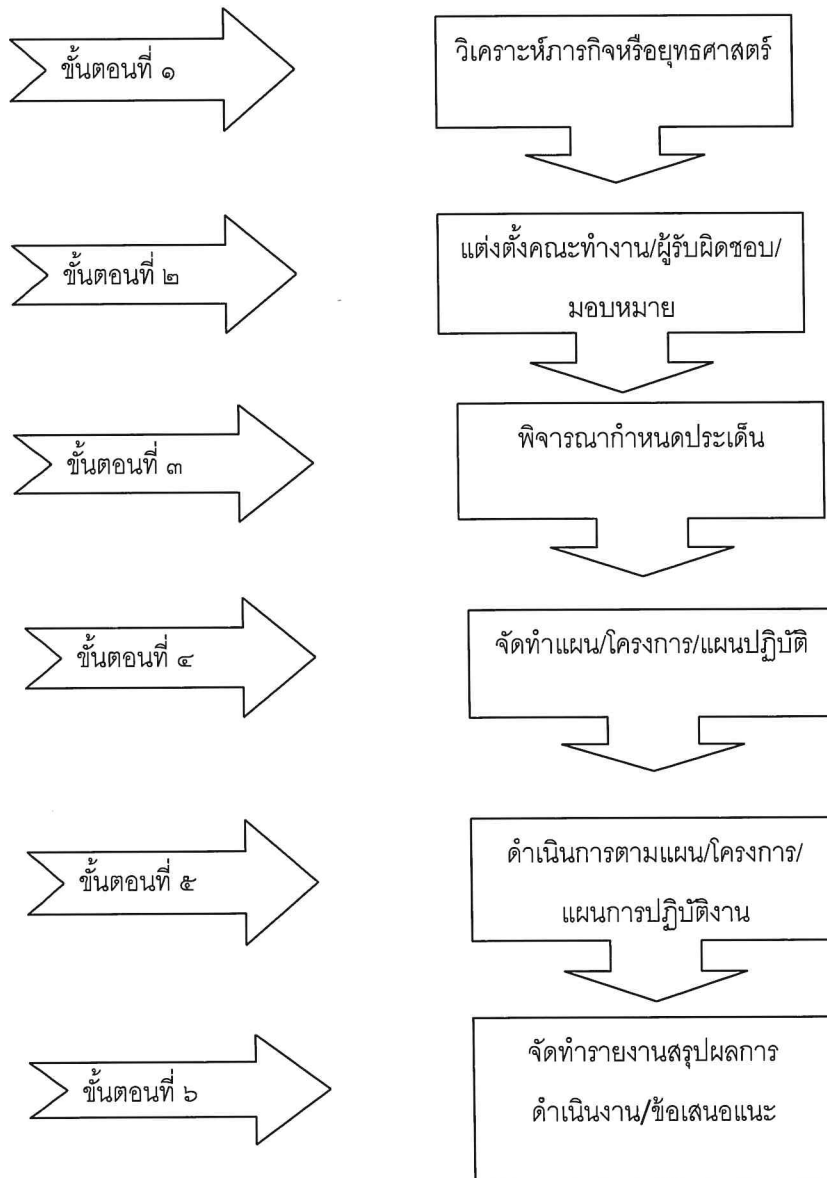 ขั้นตอนที่ ๑
วิเคราะห์ภารกิจหรือยุทธศาสตร์
ขั้นตอนที่ ๒
แต่งตั้งคณะทำงาน/ผู้รับผิดชอบ/
มอบหมาย
ขั้นตอนที่ ๓
พิจารณากำหนดประเด็น
ขั้นตอนที่ ๔
จัดทำแผน/โครงการ/แผนปฏิบัติ
ขั้นตอนที่ ๕
ดำเนินการตามแผน/โครงการ/
แผนการปฏิบัติงาน
ขั้นตอนที่ ๖
จัดทำรายงานสรุปผลการ
ดำเนินงาน/ข้อเสนอแนะ